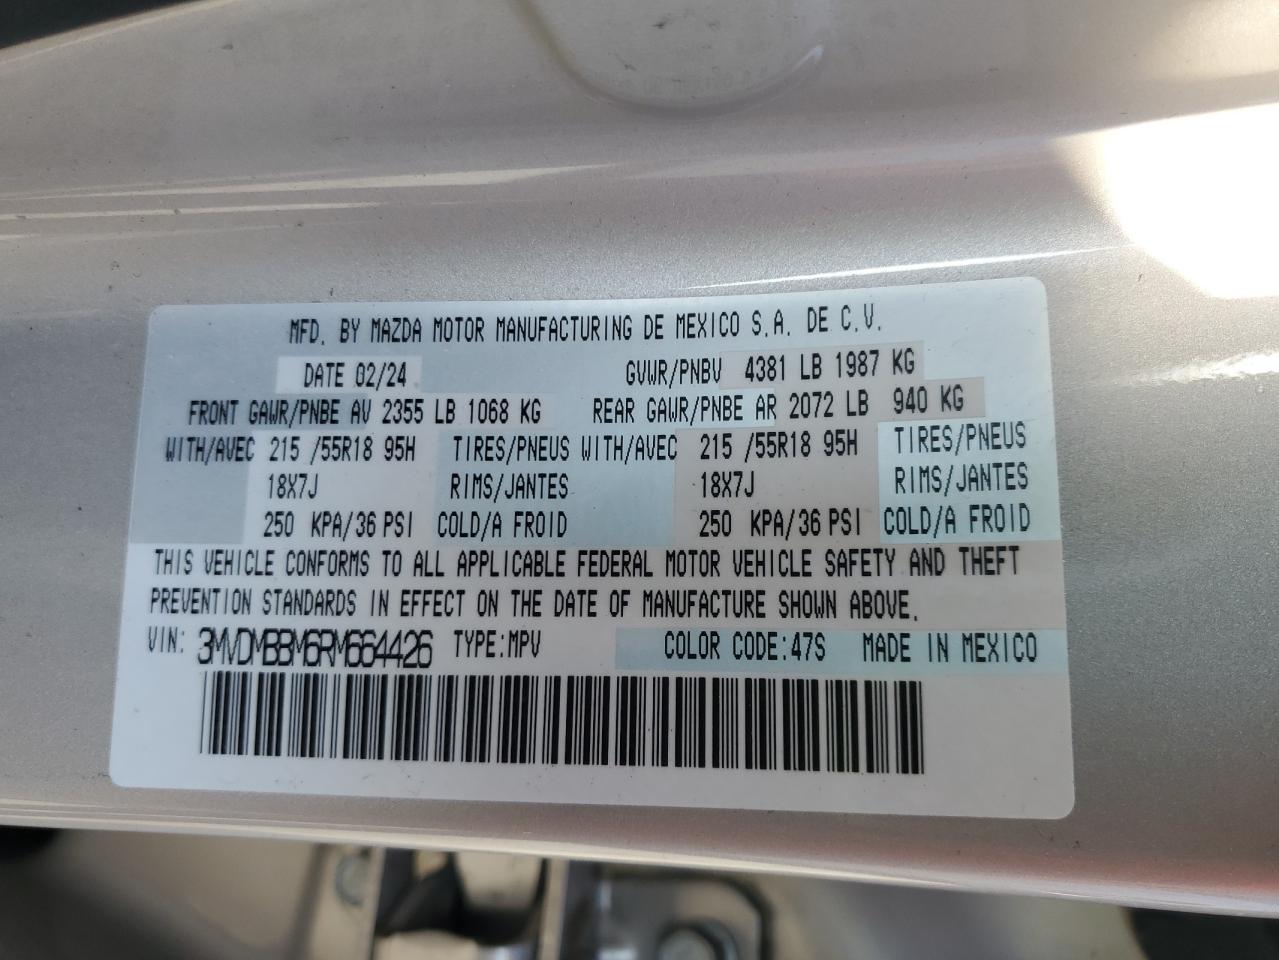 MFD. BY MAZDA MOTOR MANUFACTURING DE MEXICO S.A. DE C.V.
DATE 02/24 GVWR/PNBV 4381 LB 1987 KG
FRONT GAWR/PNBE AV 2355 LB 1068 KG REAR GAWR/PNBE AR 2072 LB 940 KG
WITH/AVEC 215 /55R18 95H TIRES/PNEUS WITH/AVEC 215 /55R18 95H TIRES/PNEUS
18X7J RIMS/JANTES 18X7J RIMS/JANTES
250 KPA/36 PSI COLD/A FROID 250 KPA/36 PSI COLD/A FROID
THIS VEHICLE CONFORMS TO ALL APPLICABLE FEDERAL MOTOR VEHICLE SAFETY AND THEFT
PREVENTION STANDARDS IN EFFECT ON THE DATE OF MANUFACTURE SHOWN ABOVE.
VIN: 3MVDMBBM6RM664426 TYPE:MPV COLOR CODE:47S MADE IN MEXICO